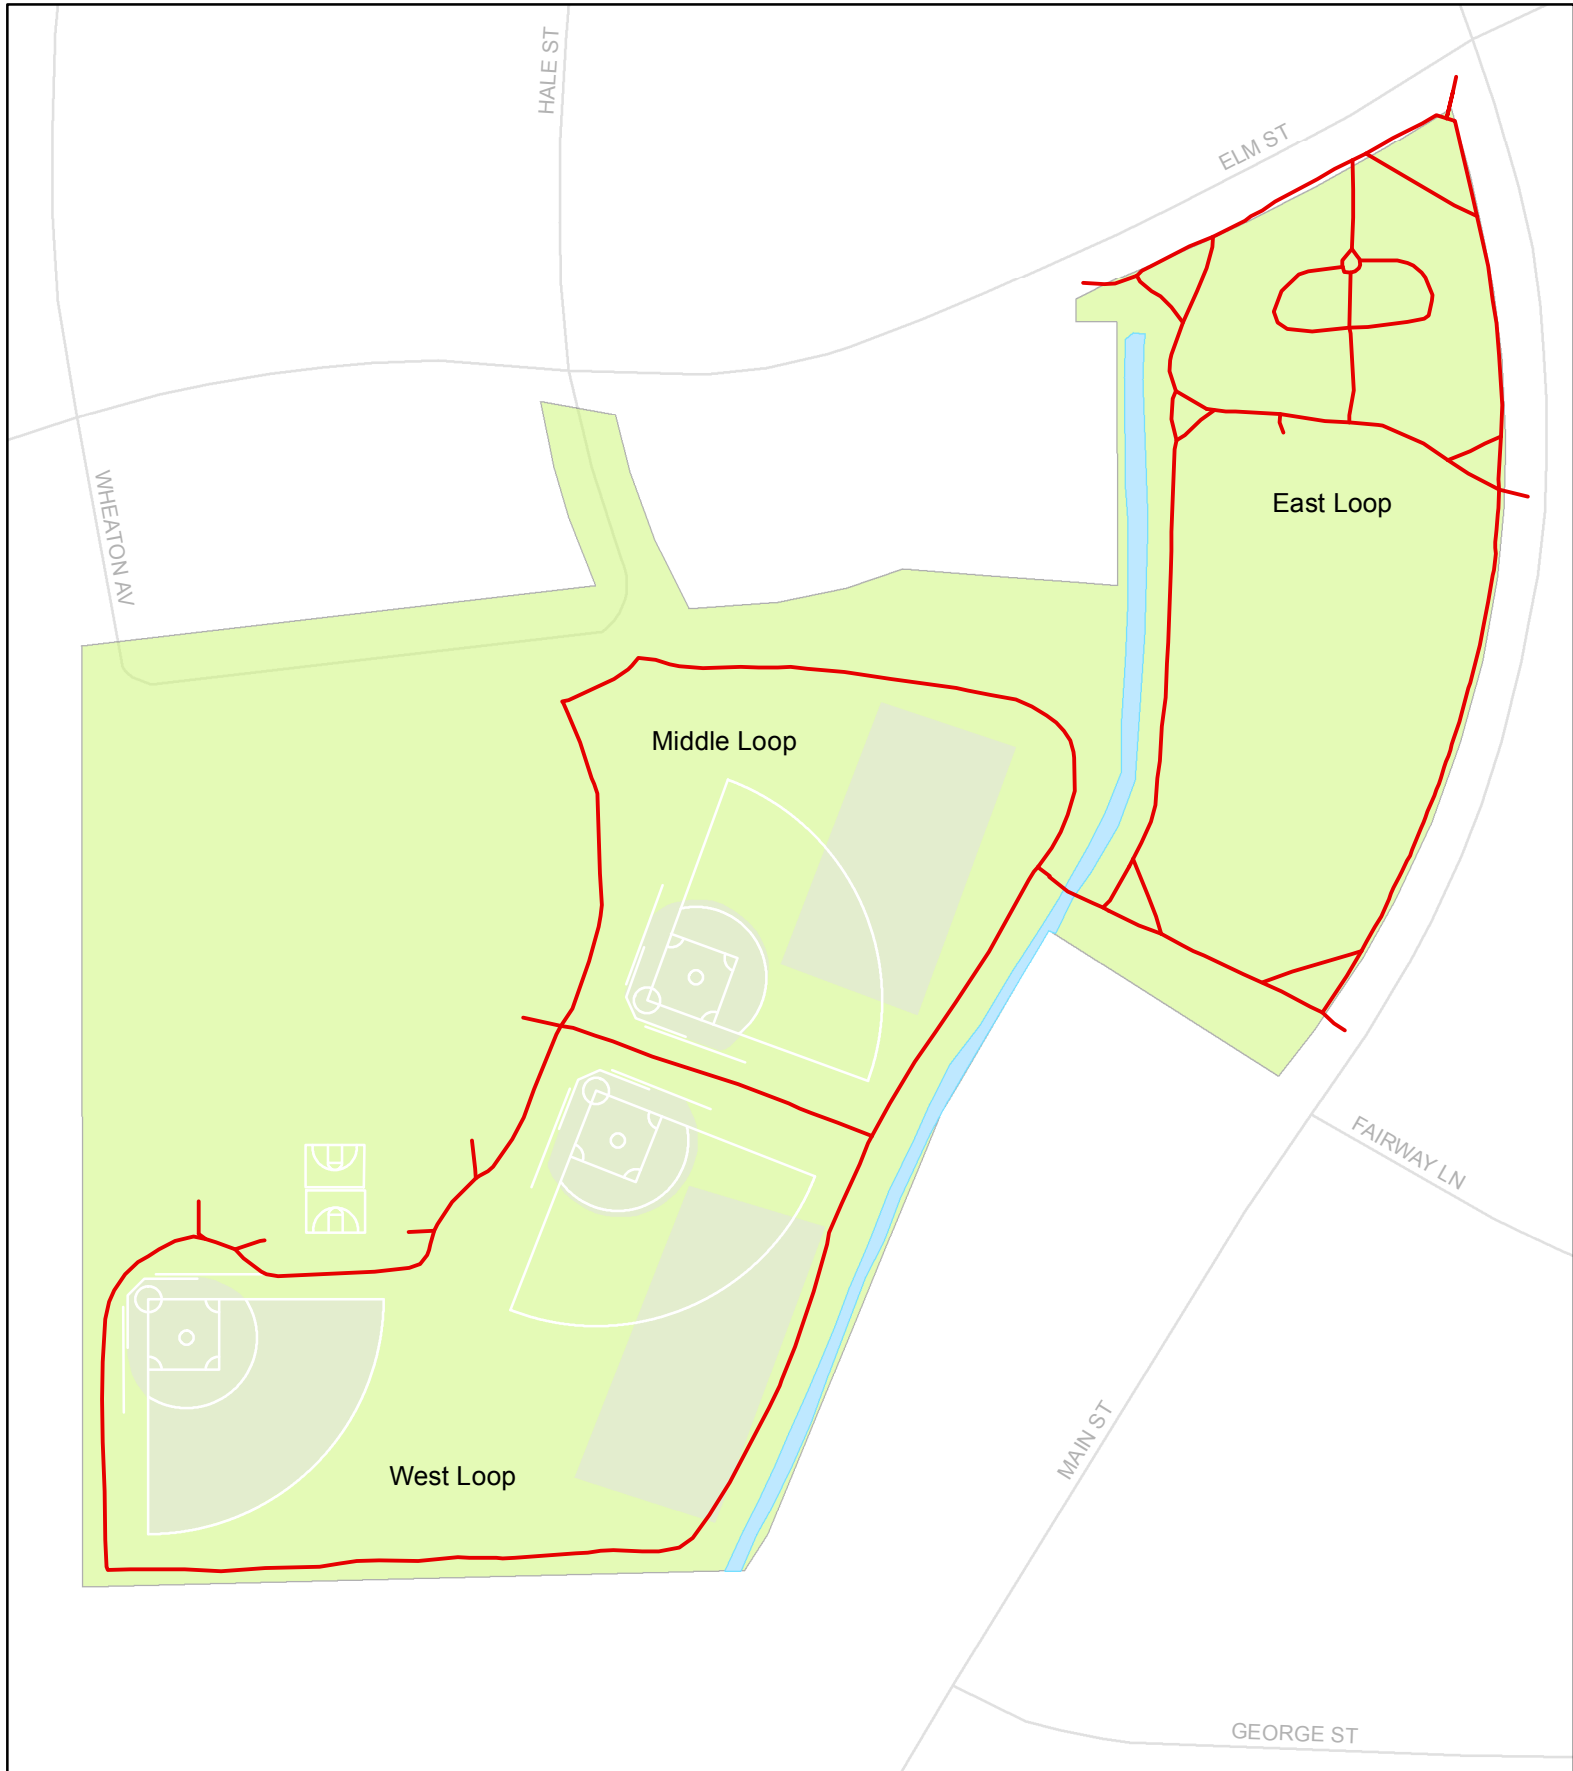 HALE ST
ELM ST
WHEATON AV
East Loop
Middle Loop
FAIRWAY LN
MAIN ST
West Loop
GEORGE ST